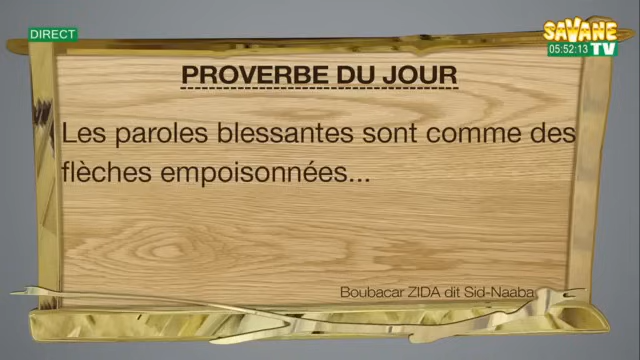 DIRECT
SAVANE
05:52:13 TV
PROVERBE DU JOUR
Les paroles blessantes sont comme des
flèches empoisonnées...
Boubacar ZIDA dit Sid-Naaba